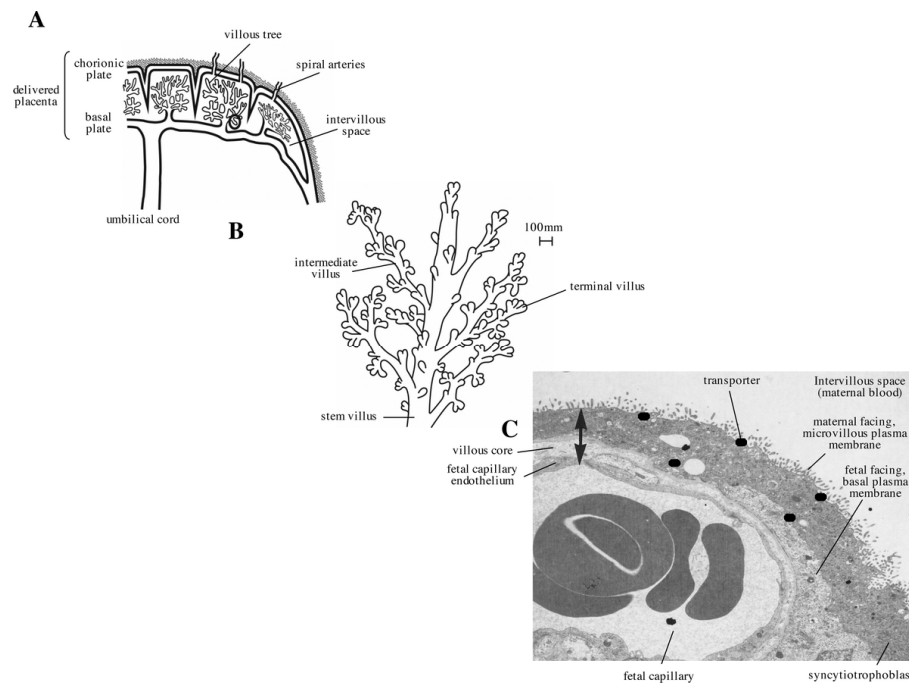 A
villous tree
chorionic
plate
spiral arteries
delivered
placenta
basal
plate
intervillous
space
umbilical cord
B
100mm
intermediate
villus
terminal villus
stem villus
C
transporter
Intervillous space
(maternal blood)
maternal facing,
microvillous plasma
membrane
villous core
fetal capillary
endothelium
fetal facing,
basal plasma
membrane
fetal capillary
syncytiotrophoblas